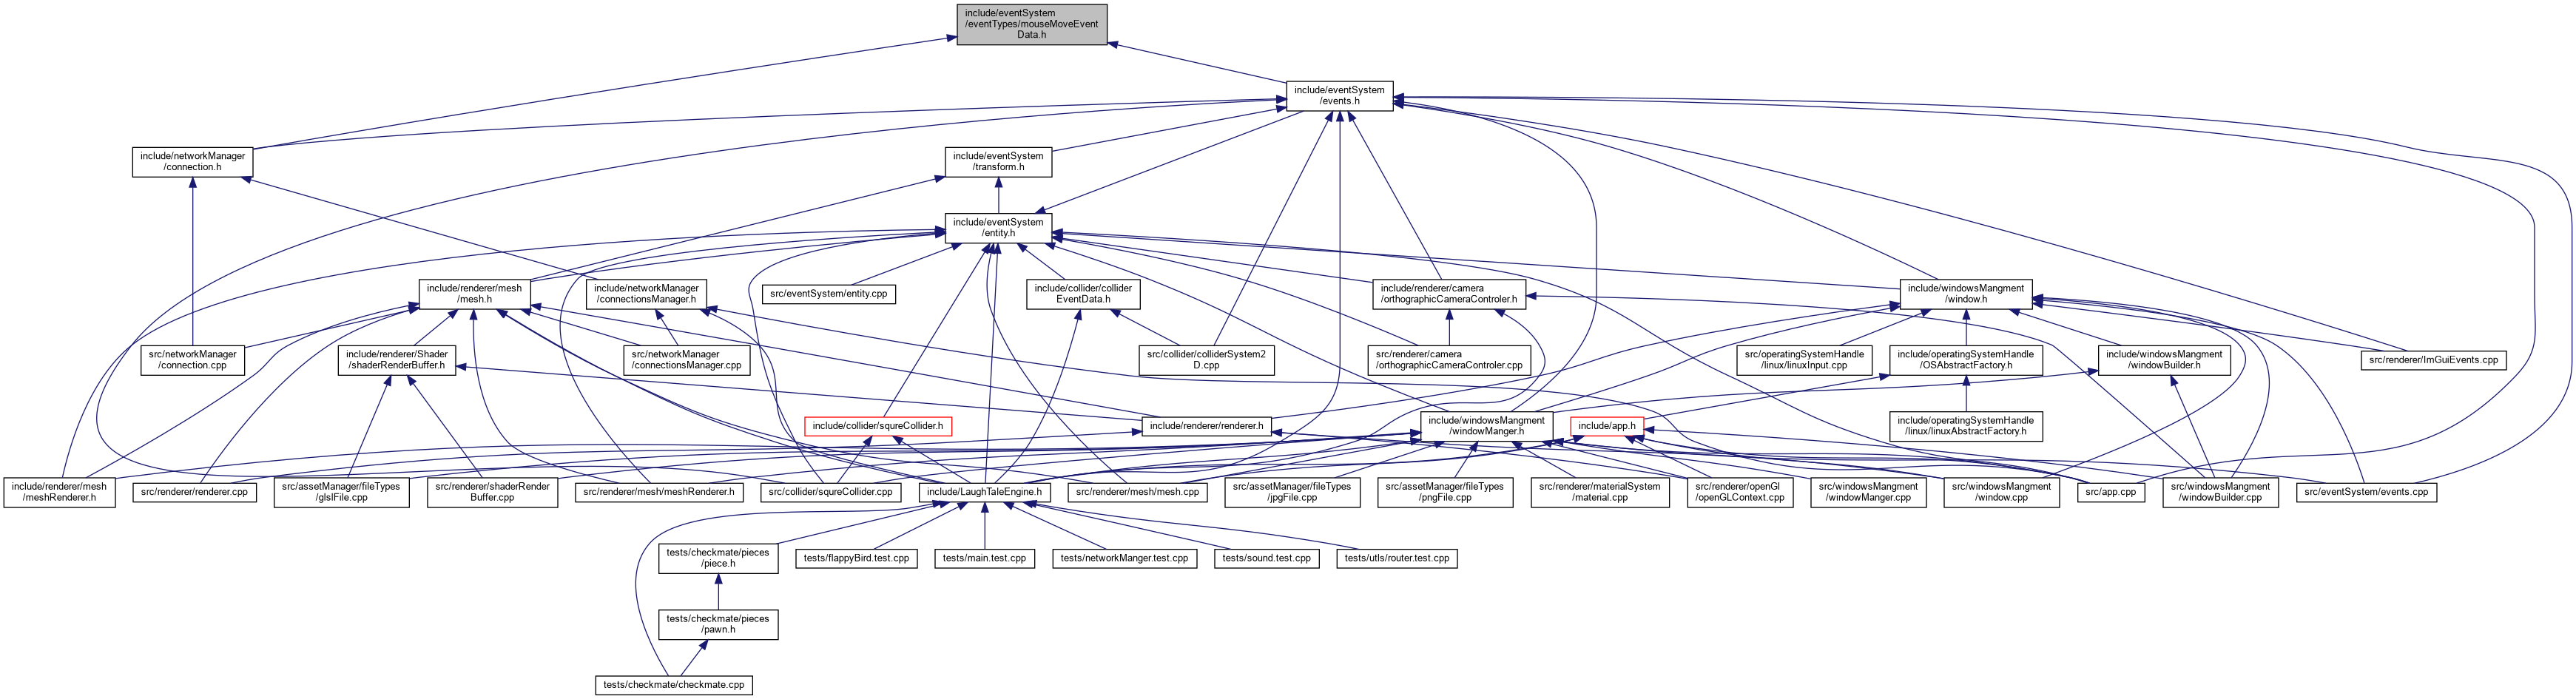 include/eventSystem
/eventTypes/mouseMoveEvent
Data.h
include/eventSystem
/events.h
include/networkManager
/connection.h
include/eventSystem
/transform.h
include/eventSystem
/entity.h
include/renderer/mesh
/mesh.h
include/networkManager
/connectionsManager.h
src/eventSystem/entity.cpp
include/collider/collider
EventData.h
include/renderer/camera
/orthographicCameraControler.h
include/windowsMangment
/window.h
src/networkManager
/connection.cpp
include/renderer/Shader
/shaderRenderBuffer.h
src/networkManager
/connectionsManager.cpp
src/collider/colliderSystem2
D.cpp
src/renderer/camera
/orthographicCameraControler.cpp
src/operatingSystemHandle
/linux/linuxInput.cpp
include/operatingSystemHandle
/OSAbstractFactory.h
include/windowsMangment
/windowBuilder.h
src/renderer/ImGuiEvents.cpp
include/collider/squreCollider.h
include/renderer/renderer.h
include/windowsMangment
/windowManger.h
include/app.h
include/operatingSystemHandle
/linux/linuxAbstractFactory.h
include/renderer/mesh
/meshRenderer.h
src/renderer/renderer.cpp
src/assetManager/fileTypes
/glslFile.cpp
src/renderer/shaderRender
Buffer.cpp
src/renderer/mesh/meshRenderer.h
src/collider/squreCollider.cpp
include/LaughTaleEngine.h
src/renderer/mesh/mesh.cpp
src/assetManager/fileTypes
/jpgFile.cpp
src/assetManager/fileTypes
/pngFile.cpp
src/renderer/materialSystem
/material.cpp
src/renderer/openGl
/openGLContext.cpp
src/windowsMangment
/windowManger.cpp
src/windowsMangment
/window.cpp
src/app.cpp
src/windowsMangment
/windowBuilder.cpp
src/eventSystem/events.cpp
tests/checkmate/pieces
/piece.h
tests/flappyBird.test.cpp
tests/main.test.cpp
tests/networkManger.test.cpp
tests/sound.test.cpp
tests/utls/router.test.cpp
tests/checkmate/pieces
/pawn.h
tests/checkmate/checkmate.cpp